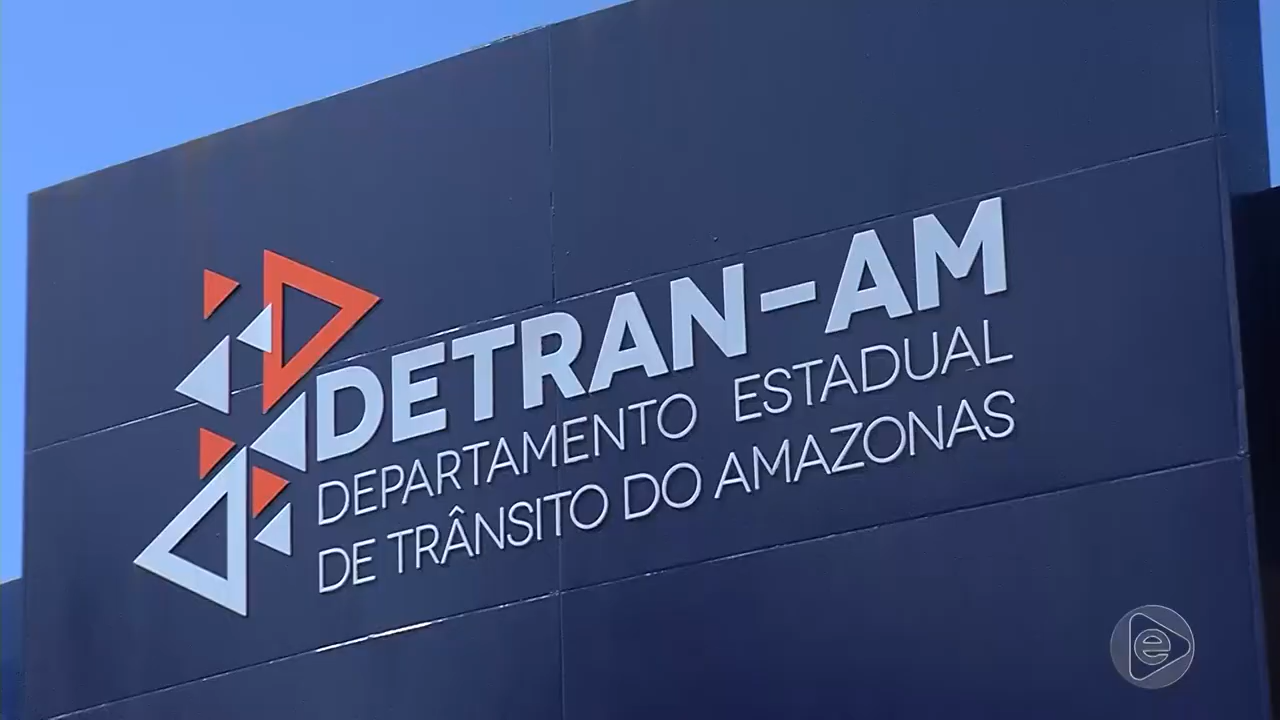 DETRAN-AM
DEPARTAMENTO ESTADUAL
DE TRÂNSITO DO AMAZONAS
e